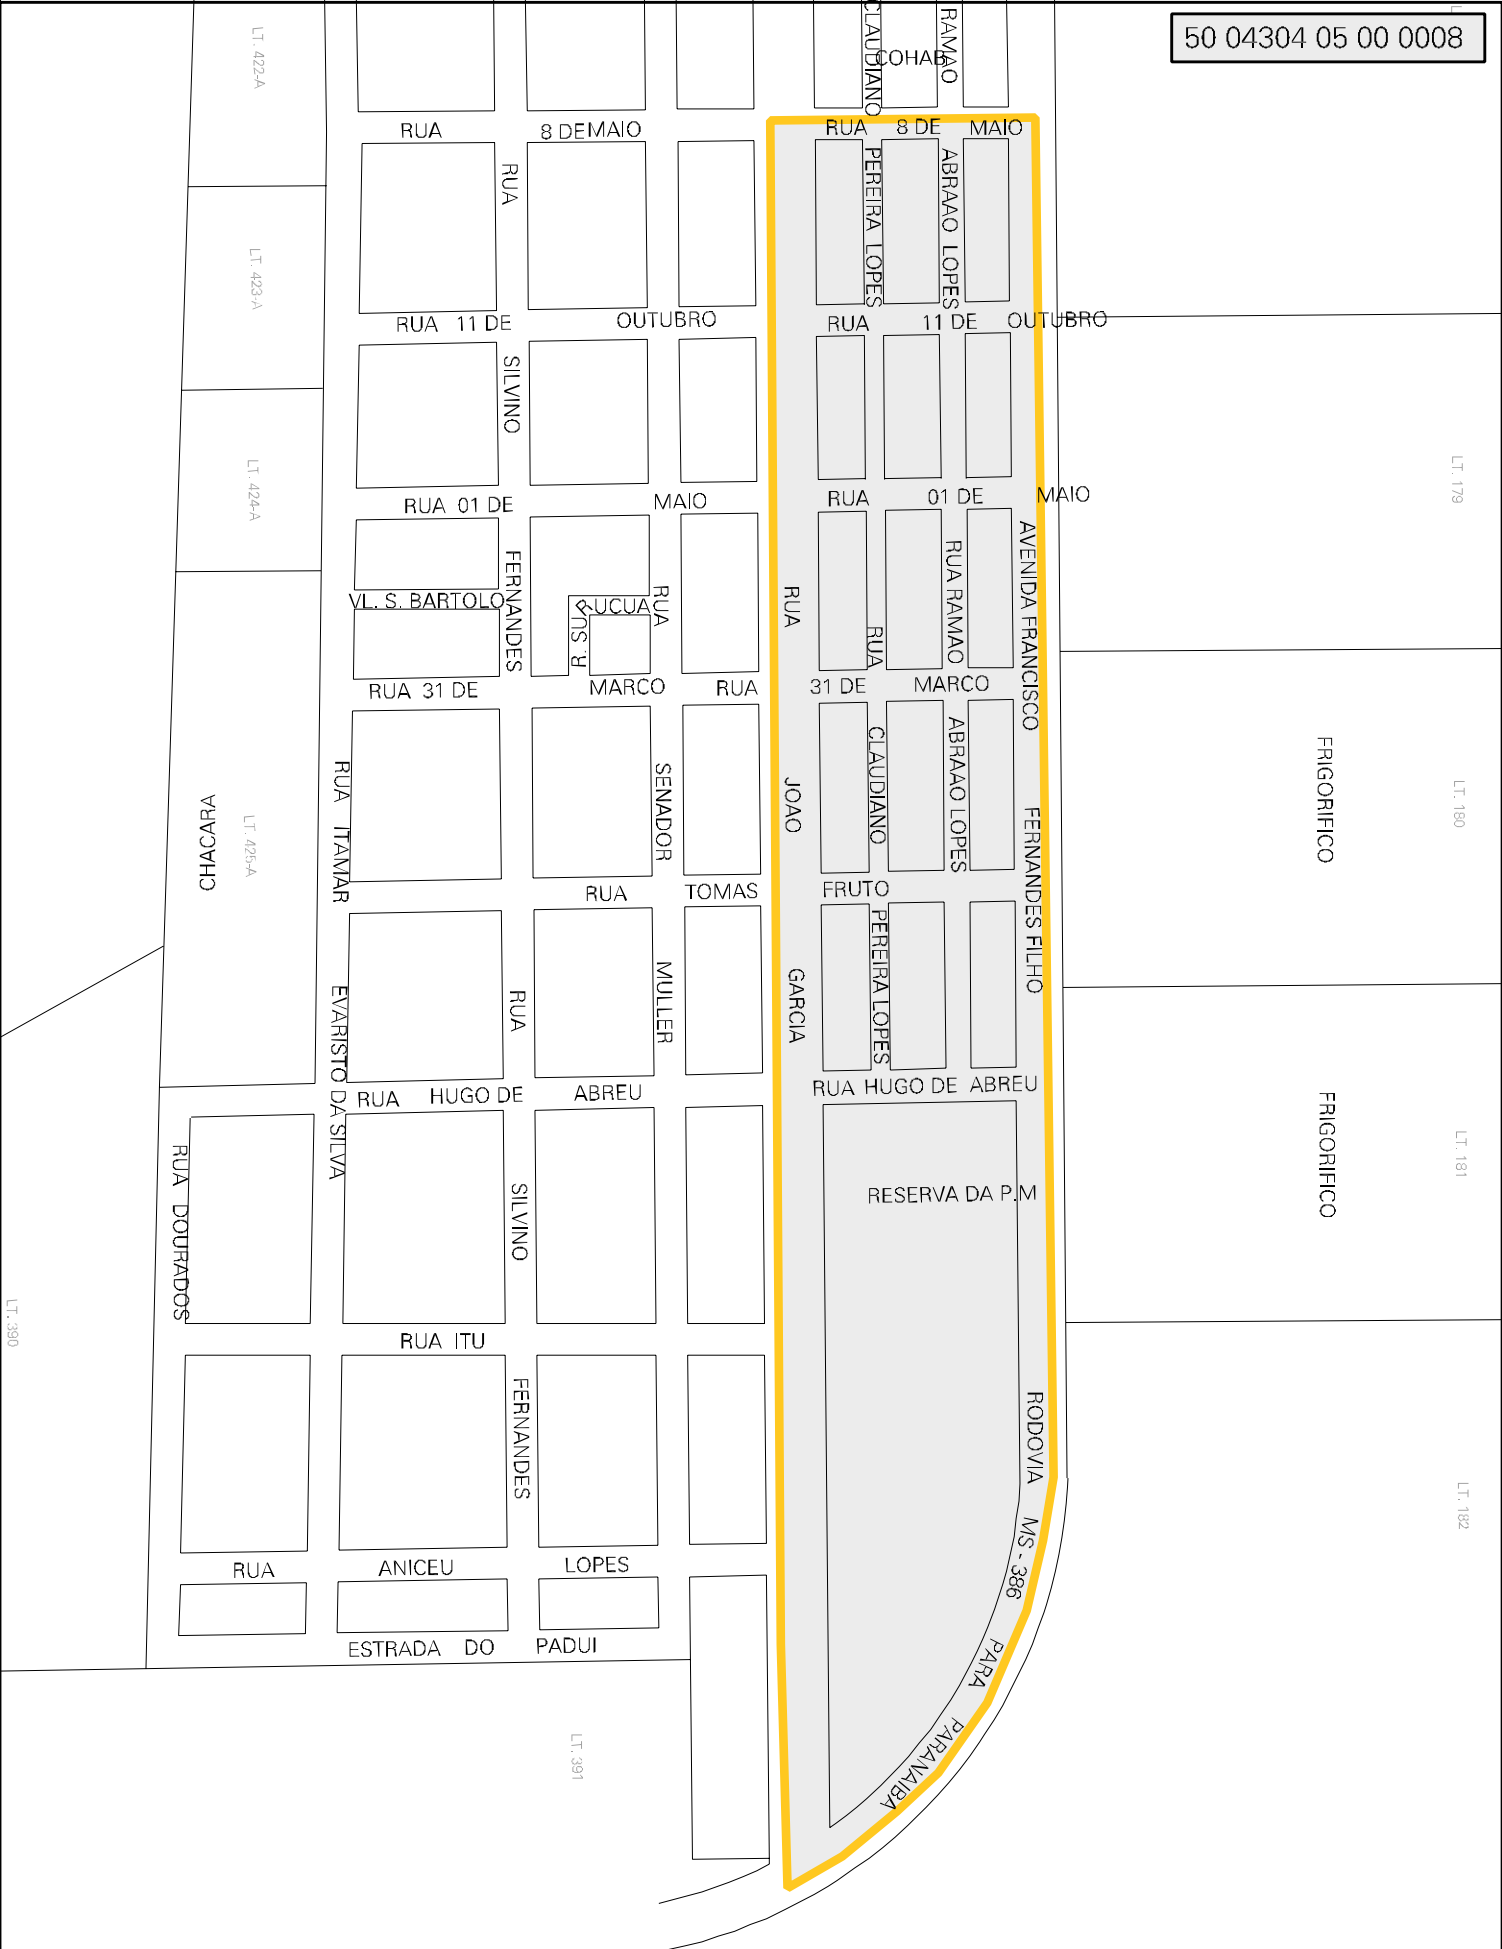 50 04304 05 00 0008
LT. 422-A
CLAUDIANO
RAMAO
COHAB
RUA 8 DE MAIO
RUA 8 DE MAIO
RUA
PEREIRA LOPES
ABRAAO LOPES
LT. 423-A
RUA 11 DE OUTUBRO
RUA 11 DE OUTUBRO
SILVINO
LT. 424-A
LT. 179
RUA 01 DE MAIO
RUA 01 DE MAIO
FERNANDES
VL. S. BARTOLO
R. SUR
UCUA
RUA
RUA
RUA
RUA RAMAO
AVENIDA FRANCISCO
RUA 31 DE MARCO
RUA 31 DE MARCO
RUA ITAMAR
SENADOR
JOAO
CLAUDIANO
ABRAAO LOPES
FERNANDES FILHO
FRIGORIFICO
LT. 180
CHACARA
LT. 425-A
RUA TOMAS FRUTO
MULLER
RUA
GARCIA
PEREIRA LOPES
EVARISTO DA SILVA
RUA HUGO DE ABREU
RUA HUGO DE ABREU
FRIGORIFICO
LT. 181
RUA DOURADOS
SILVINO
RESERVA DA P.M
LT. 390
RUA ITU
FERNANDES
RODOVIA MS - 386 PARA PARANAIBA
LT. 182
RUA ANICEU LOPES
ESTRADA DO PADUI
LT. 391